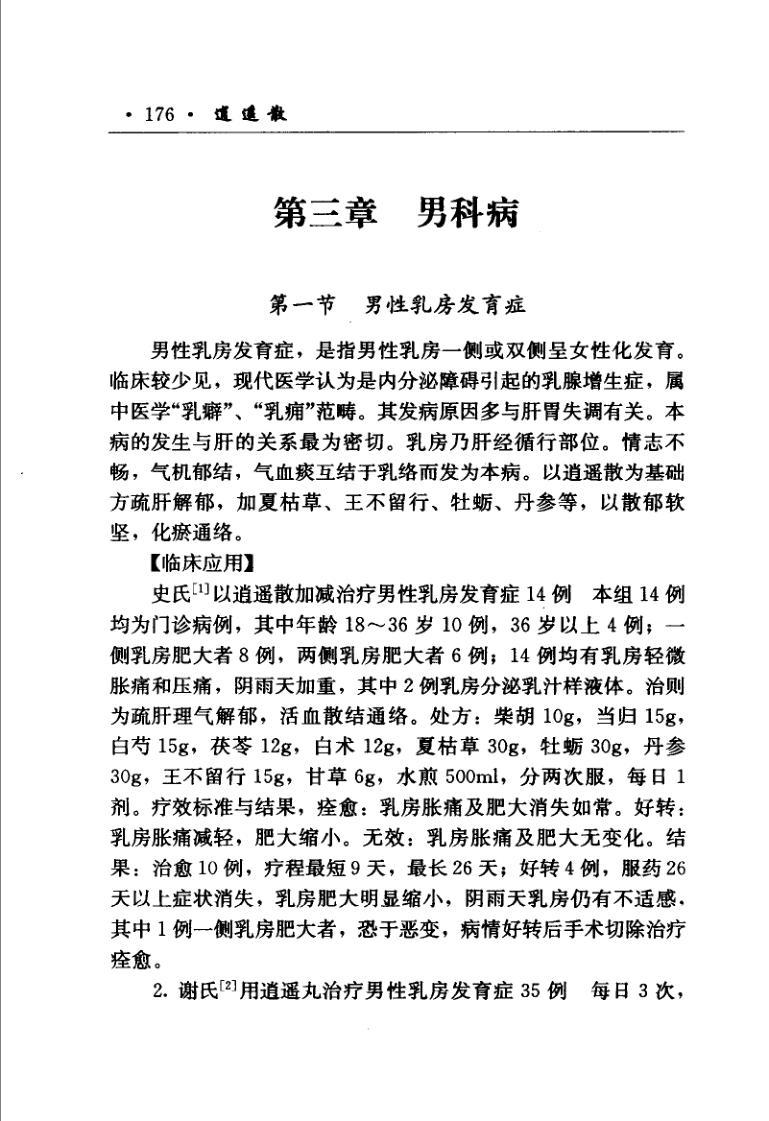 · 176 · 逍遥散
第三章 男科病
第一节 男性乳房发育症
男性乳房发育症，是指男性乳房一侧或双侧呈女性化发育。
临床较少见，现代医学认为是内分泌障碍引起的乳腺增生症，属
中医学“乳癖”、“乳痈”范畴。其发病原因多与肝胃失调有关。本
病的发生与肝的关系最为密切。乳房乃肝经循行部位。情志不
畅，气机郁结，气血痰互结于乳络而发为本病。以逍遥散为基础
方疏肝解郁，加夏枯草、王不留行、牡蛎、丹参等，以散郁软
坚，化瘀通络。
【临床应用】
史氏[1]以逍遥散加减治疗男性乳房发育症 14 例 本组 14 例
均为门诊病例，其中年龄 18～36 岁 10 例，36 岁以上 4 例；一
侧乳房肥大者 8 例，两侧乳房肥大者 6 例；14 例均有乳房轻微
胀痛和压痛，阴雨天加重，其中 2 例乳房分泌乳汁样液体。治则
为疏肝理气解郁，活血散结通络。处方：柴胡 10g，当归 15g，
白芍 15g，茯苓 12g，白术 12g，夏枯草 30g，牡蛎 30g，丹参
30g，王不留行 15g，甘草 6g，水煎 500ml，分两次服，每日 1
剂。疗效标准与结果，痊愈：乳房胀痛及肥大消失如常。好转：
乳房胀痛减轻，肥大缩小。无效：乳房胀痛及肥大无变化。结
果：治愈 10 例，疗程最短 9 天，最长 26 天；好转 4 例，服药 26
天以上症状消失，乳房肥大明显缩小，阴雨天乳房仍有不适感，
其中 1 例一侧乳房肥大者，恐于恶变，病情好转后手术切除治疗
痊愈。
2. 谢氏[2]用逍遥丸治疗男性乳房发育症 35 例 每日 3 次，